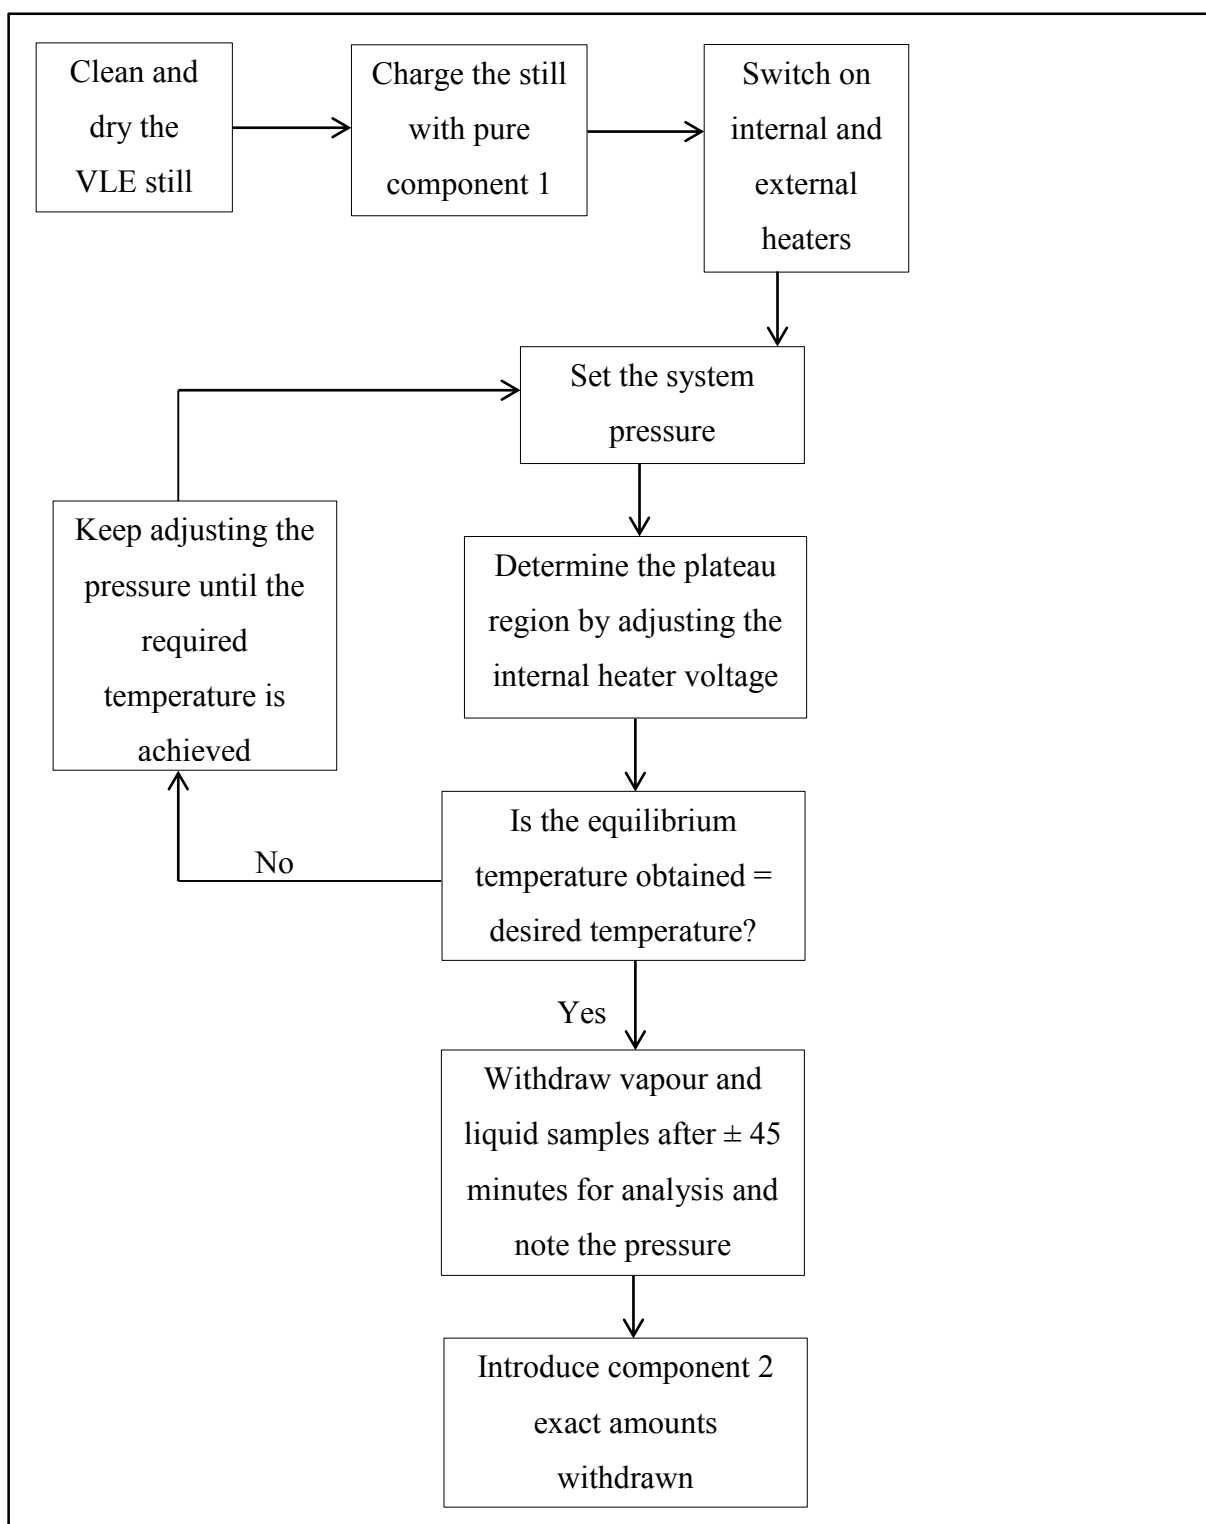 Clean and
dry the
VLE still
Charge the still
with pure
component 1
Switch on
internal and
external
heaters
Set the system
pressure
Keep adjusting the
pressure until the
required
temperature is
achieved
Determine the plateau
region by adjusting the
internal heater voltage
Is the equilibrium
temperature obtained =
desired temperature?
No
Yes
Withdraw vapour and
liquid samples after ± 45
minutes for analysis and
note the pressure
Introduce component 2
exact amounts
withdrawn